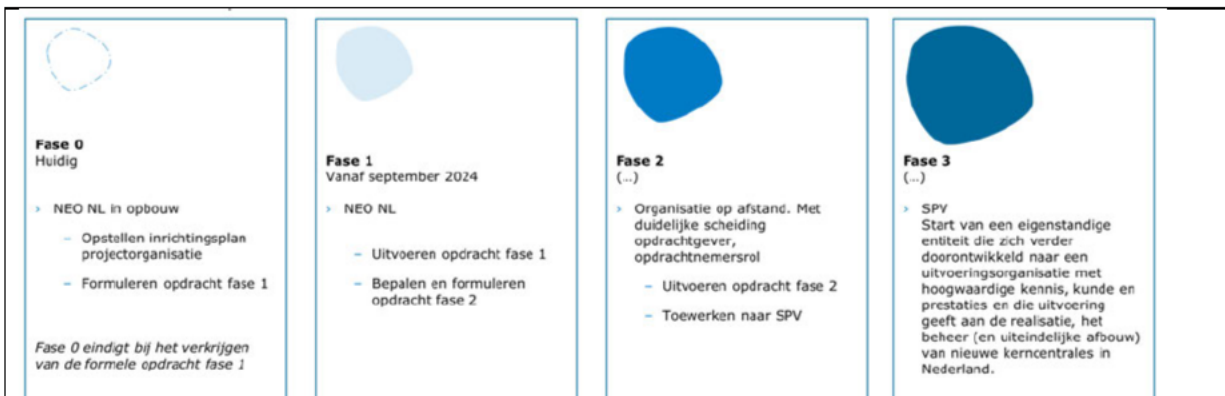 Fase 0
Huidig
› NEO NL in opbouw
– Opstellen inrichtingsplan
projectorganisatie
– Formuleren opdracht fase 1
Fase 0 eindigt bij het verkrijgen
van de formele opdracht fase 1
Fase 1
Vanaf september 2024
› NEO NL
– Uitvoeren opdracht fase 1
– Bepalen en formuleren
opdracht fase 2
Fase 2
(...)
› Organisatie op afstand. Met
duidelijke scheiding
opdrachtgever,
opdrachtnemersrol
– Uitvoeren opdracht fase 2
– Toewerken naar SPV
Fase 3
(...)
› SPV
Start van een eigenstandige
entiteit die zich verder
doorontwikkeld naar een
uitvoeringsorganisatie met
hoogwaardige kennis, kunde en
prestaties en die uitvoering
geeft aan de realisatie, het
beheer (en uiteindelijke afbouw)
van nieuwe kerncentrales in
Nederland.